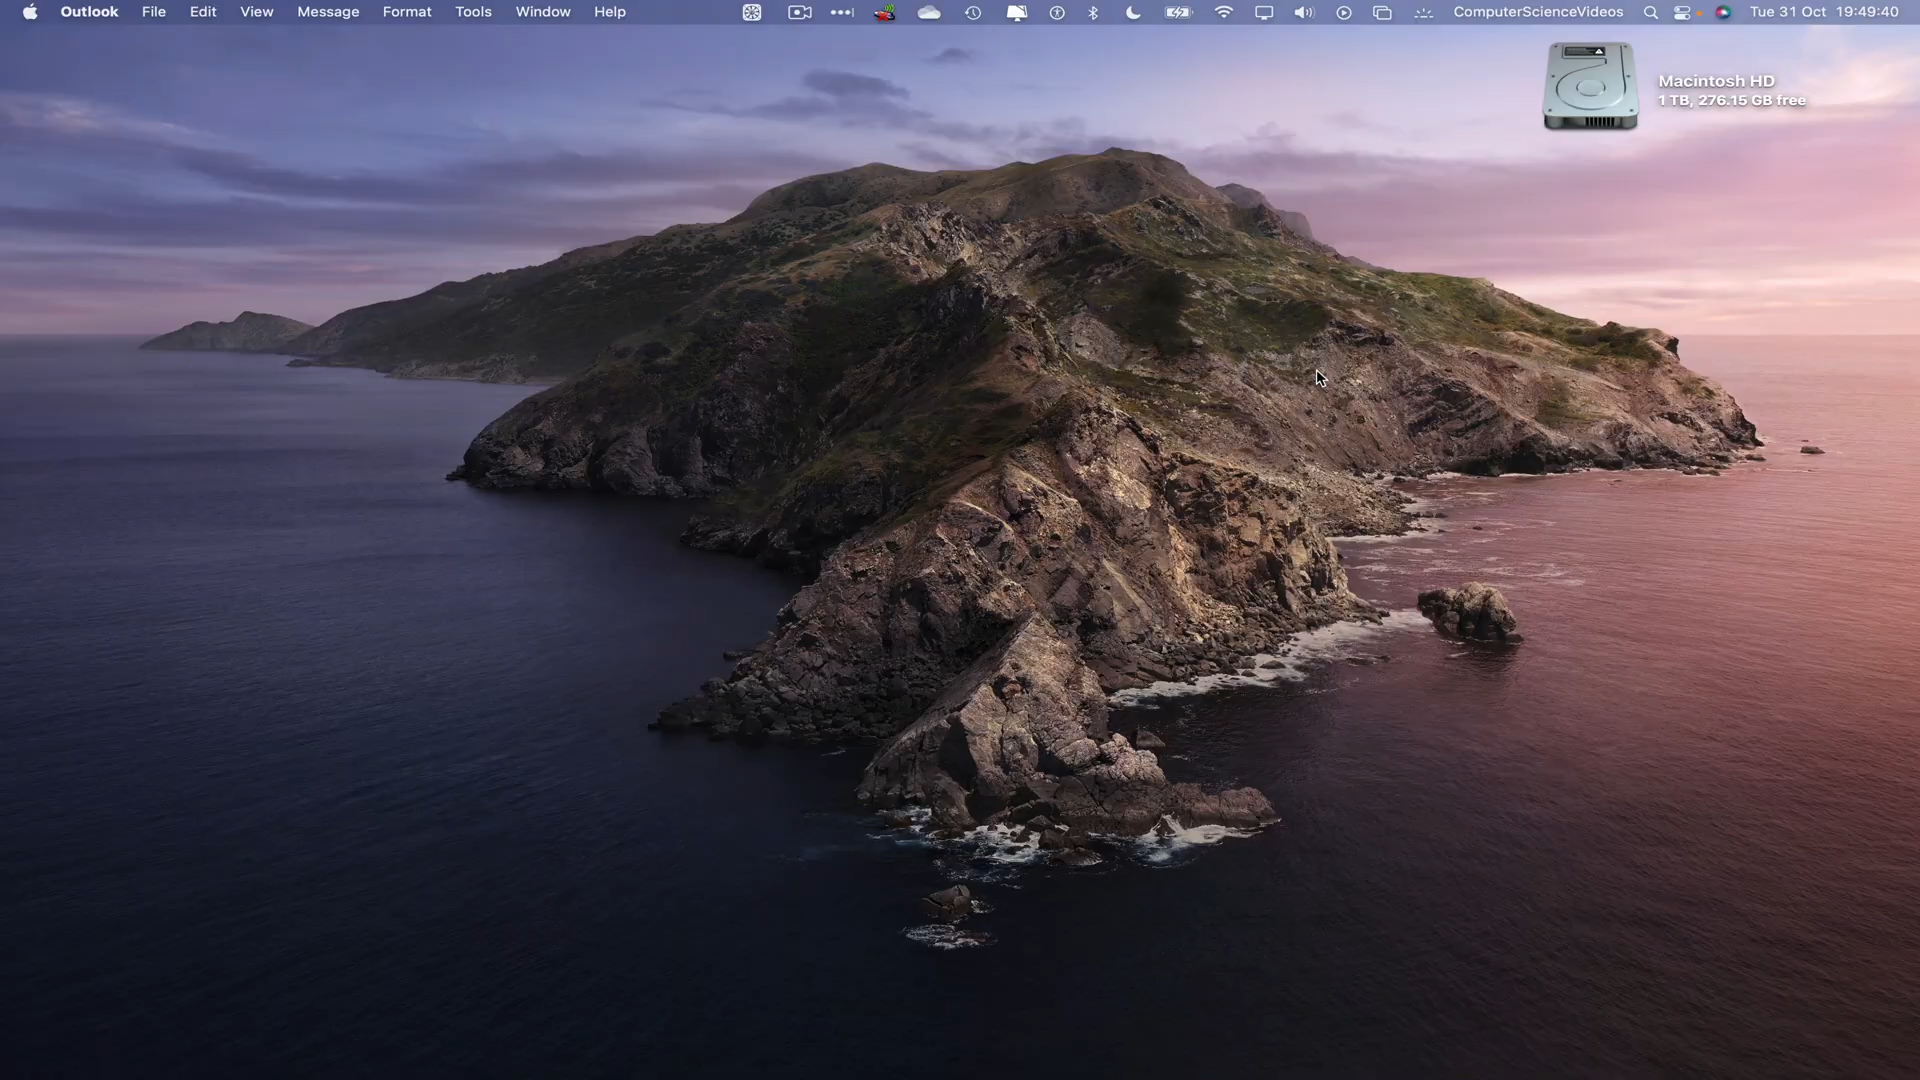 Outlook File Edit View Message Format Tools Window Help ComputerScienceVideos Tue 31 Oct 19:49:40
Macintosh HD
1 TB, 276.15 GB free